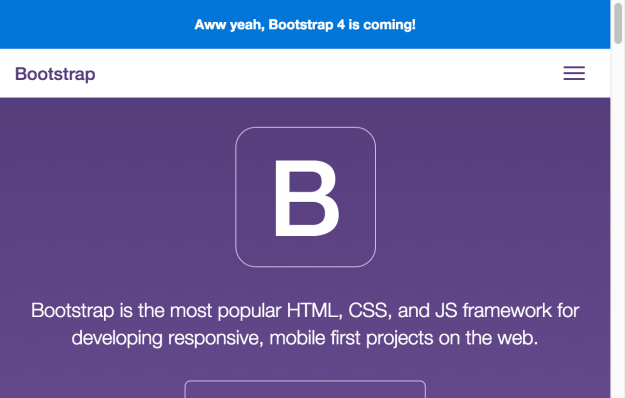 Aww yeah, Bootstrap 4 is coming!
Bootstrap
B
Bootstrap is the most popular HTML, CSS, and JS framework for
developing responsive, mobile first projects on the web.